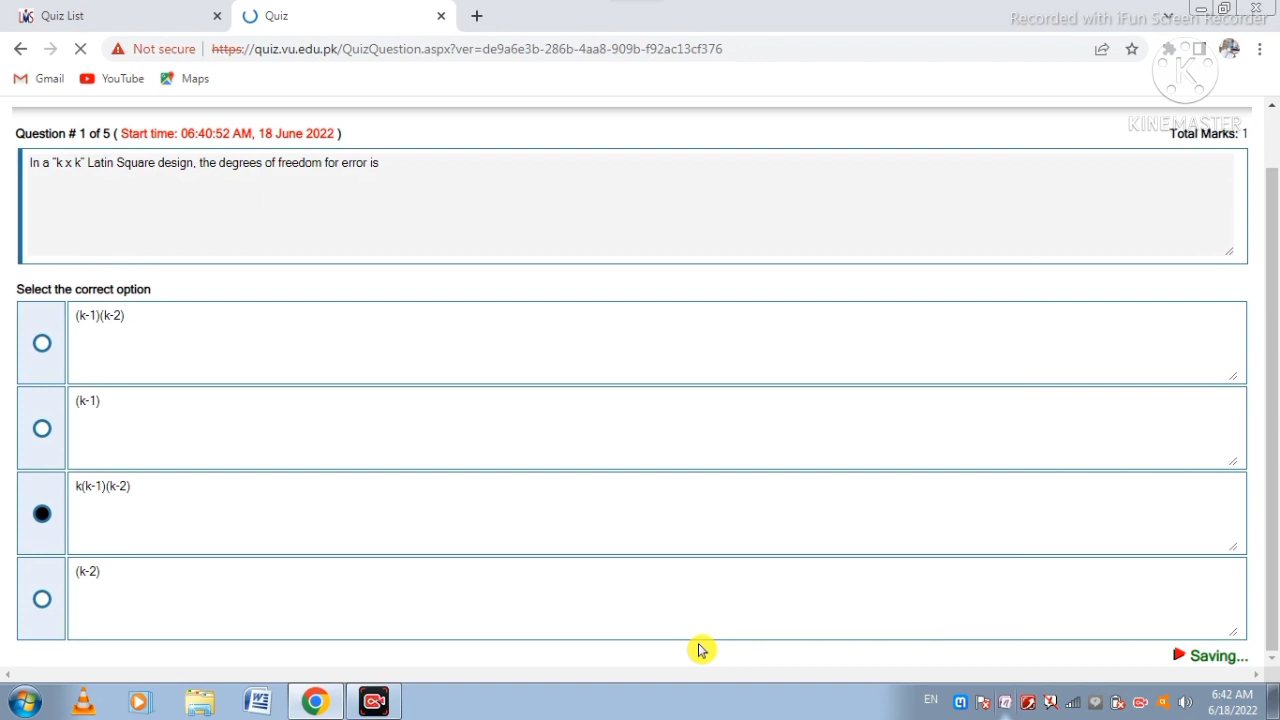 Quiz List
Quiz
Recorded with iFun Screen Recorder
Not secure
https://quiz.vu.edu.pk/QuizQuestion.aspx?ver=de9a6e3b-286b-4aa8-909b-f92ac13cf376
Gmail
YouTube
Maps
K
KINEMASTER
Question # 1 of 5 ( Start time: 06:40:52 AM, 18 June 2022 )
Total Marks: 1
In a "k x k" Latin Square design, the degrees of freedom for error is
Select the correct option
(k-1)(k-2)
(k-1)
k(k-1)(k-2)
(k-2)
Saving...
EN
6:42 AM
6/18/2022